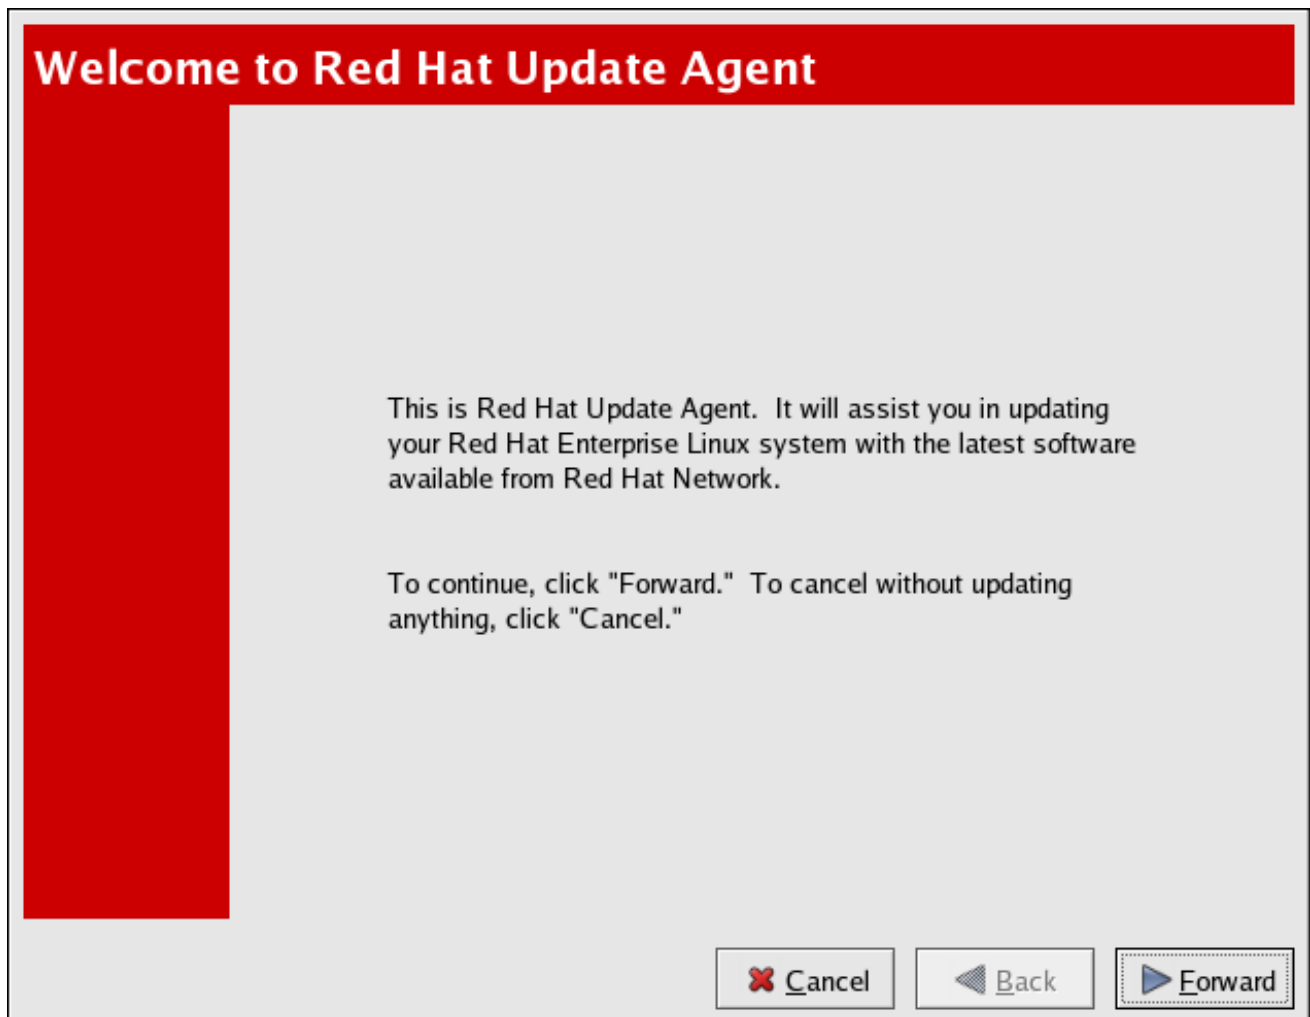 Welcome to Red Hat Update Agent
This is Red Hat Update Agent.  It will assist you in updating
your Red Hat Enterprise Linux system with the latest software
available from Red Hat Network.
To continue, click "Forward."  To cancel without updating
anything, click "Cancel."
Cancel
Back
Forward